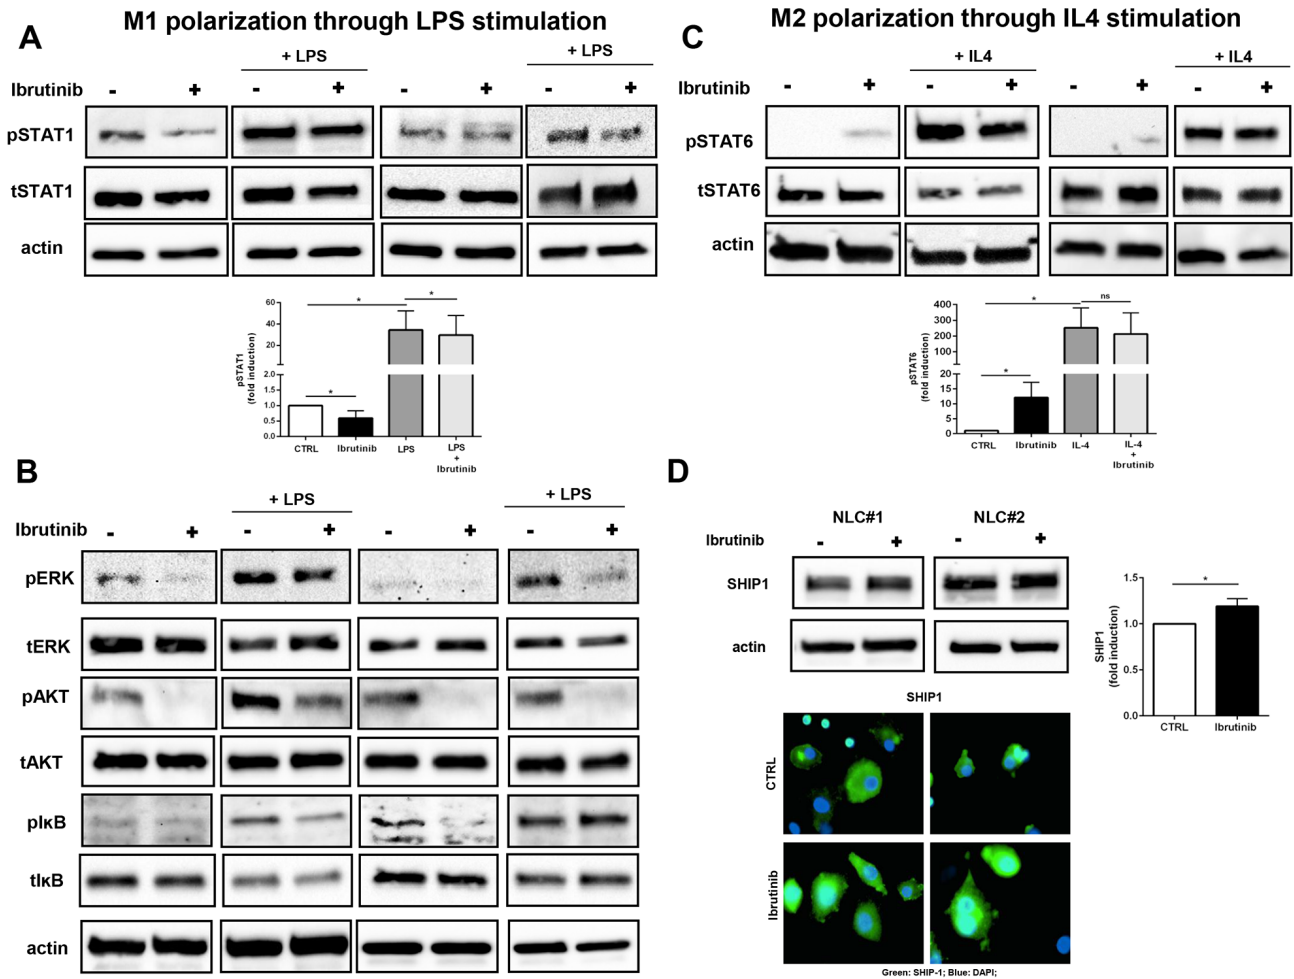 M1 polarization through LPS stimulation
A
+ LPS
+ LPS
Ibrutinib - + - + - + - +
pSTAT1
tSTAT1
actin
pSTAT1
(fold induction)
60
40
20
2.0
1.5
1.0
0.5
0.0
*
*
*
CTRL Ibrutinib LPS LPS
+
Ibrutinib
B
+ LPS
+ LPS
Ibrutinib - + - + - + - +
pERK
tERK
pAKT
tAKT
pIκB
tIκB
actin
M2 polarization through IL4 stimulation
C
+ IL4
+ IL4
Ibrutinib - + - + - + - +
pSTAT6
tSTAT6
actin
pSTAT6
(fold induction)
400
300
200
100
20
15
10
5
0
*
*
ns
CTRL Ibrutinib IL-4 IL-4
+
Ibrutinib
D
NLC#1 NLC#2
Ibrutinib - + - +
SHIP1
actin
SHIP1
(fold induction)
1.5
1.0
0.5
0.0
*
CTRL Ibrutinib
SHIP1
CTRL
Ibrutinib
Green: SHIP-1; Blue: DAPI;